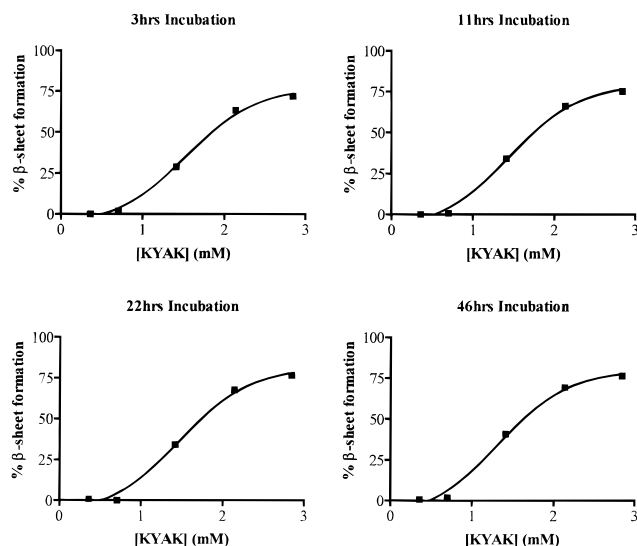 3hrs Incubation
100
75
50
25
0
% β-sheet formation
0 1 2 3
[KYAK] (mM)
11hrs Incubation
100
75
50
25
0
% β-sheet formation
0 1 2 3
[KYAK] (mM)
22hrs Incubation
100
75
50
25
0
% β-sheet formation
0 1 2 3
[KYAK] (mM)
46hrs Incubation
100
75
50
25
0
% β-sheet formation
0 1 2 3
[KYAK] (mM)